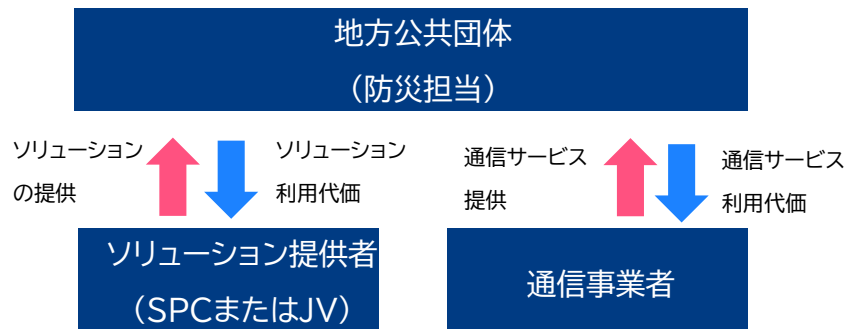 地方公共団体
（防災担当）
ソリューション
の提供
ソリューション
利用代価
通信サービス
提供
通信サービス
利用代価
ソリューション提供者
（SPCまたはJV）
通信事業者